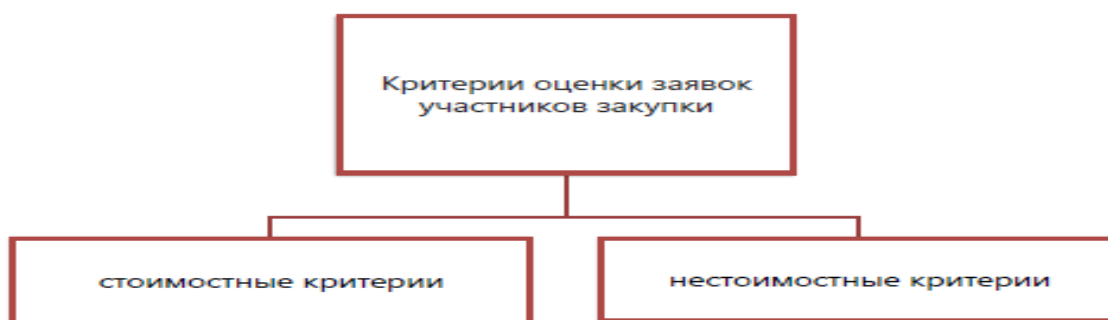 Критерии оценки заявок
участников закупки
стоимостные критерии
нестоимостные критерии